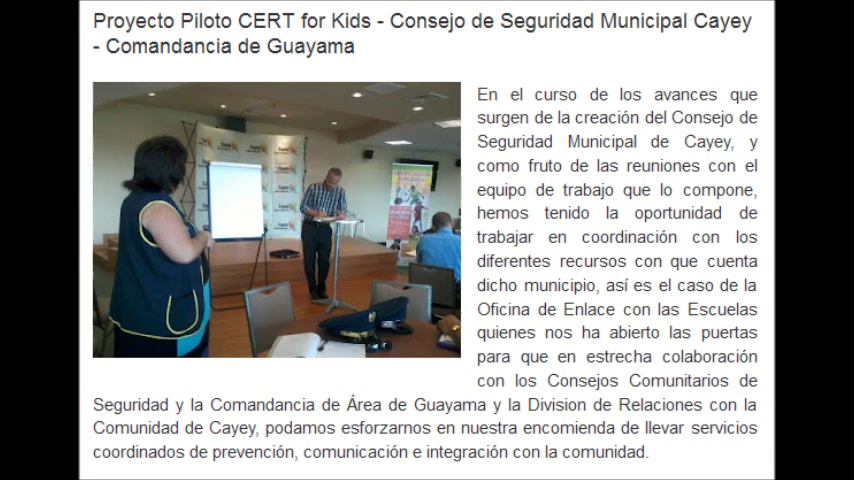 Proyecto Piloto CERT for Kids - Consejo de Seguridad Municipal Cayey
- Comandancia de Guayama
En el curso de los avances que
surgen de la creación del Consejo de
Seguridad Municipal de Cayey, y
como fruto de las reuniones con el
equipo de trabajo que lo compone,
hemos tenido la oportunidad de
trabajar en coordinación con los
diferentes recursos con que cuenta
dicho municipio, así es el caso de la
Oficina de Enlace con las Escuelas
quienes nos ha abierto las puertas
para que en estrecha colaboración
con los Consejos Comunitarios de
Seguridad y la Comandancia de Área de Guayama y la Division de Relaciones con la
Comunidad de Cayey, podamos esforzarnos en nuestra encomienda de llevar servicios
coordinados de prevención, comunicación e integración con la comunidad.